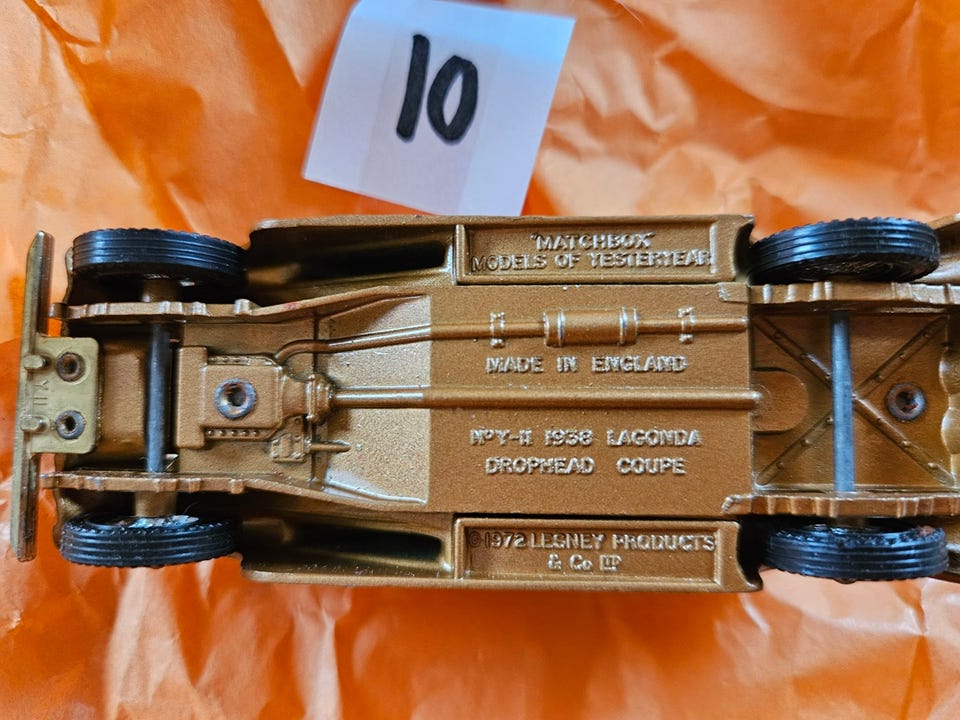 10
"MATCHBOX"
MODELS OF YESTERYEAR
MADE IN ENGLAND
No Y-11 1938 LAGONDA
DROPHEAD COUPE
© 1972 LESNEY PRODUCTS
& Co LTD
Y11